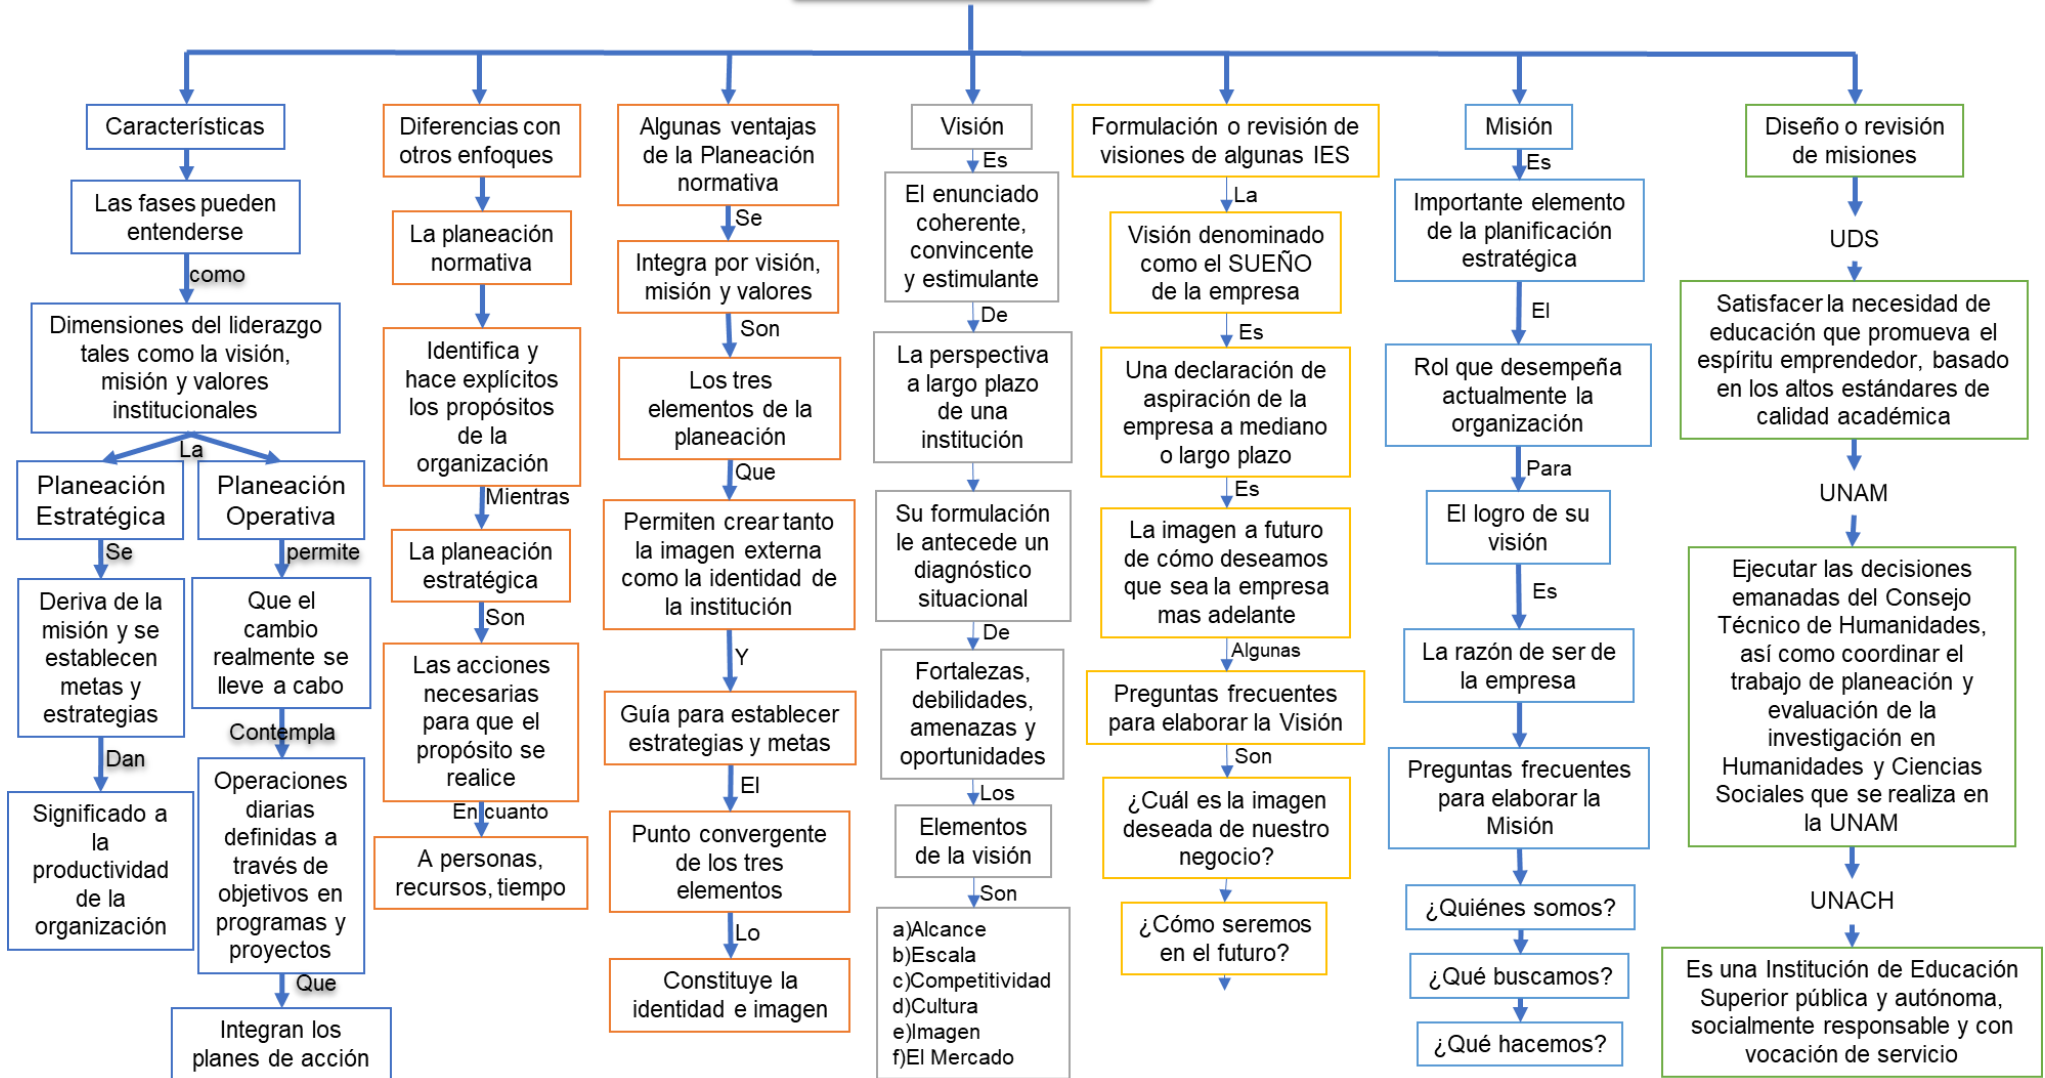 Características
Las fases pueden
entenderse
como
Dimensiones del liderazgo
tales como la visión,
misión y valores
institucionales
La
Planeación
Estratégica
Se
Deriva de la
misión y se
establecen
metas y
estrategias
Dan
Significado a
la
productividad
de la
organización
Planeación
Operativa
permite
Que el
cambio
realmente se
lleve a cabo
Contempla
Operaciones
diarias
definidas a
través de
objetivos en
programas y
proyectos
Que
Integran los
planes de acción
Diferencias con
otros enfoques
La planeación
normativa
Identifica y
hace explícitos
los propósitos
de la
organización
Mientras
La planeación
estratégica
Son
Las acciones
necesarias
para que el
propósito se
realice
En cuanto
A personas,
recursos, tiempo
Algunas ventajas
de la Planeación
normativa
Se
Integra por visión,
misión y valores
Son
Los tres
elementos de la
planeación
Que
Permiten crear tanto
la imagen externa
como la identidad de
la institución
Y
Guía para establecer
estrategias y metas
El
Punto convergente
de los tres
elementos
Lo
Constituye la
identidad e imagen
Visión
Es
El enunciado
coherente,
convincente
y estimulante
De
La perspectiva
a largo plazo
de una
institución
Su formulación
le antecede un
diagnóstico
situacional
De
Fortalezas,
debilidades,
amenazas y
oportunidades
Los
Elementos
de la visión
Son
a)Alcance
b)Escala
c)Competitividad
d)Cultura
e)Imagen
f)El Mercado
Formulación o revisión de
visiones de algunas IES
La
Visión denominado
como el SUEÑO
de la empresa
Es
Una declaración de
aspiración de la
empresa a mediano
o largo plazo
Es
La imagen a futuro
de cómo deseamos
que sea la empresa
mas adelante
Algunas
Preguntas frecuentes
para elaborar la Visión
Son
¿Cuál es la imagen
deseada de nuestro
negocio?
¿Cómo seremos
en el futuro?
Misión
Es
Importante elemento
de la planificación
estratégica
El
Rol que desempeña
actualmente la
organización
Para
El logro de su
visión
Es
La razón de ser de
la empresa
Preguntas frecuentes
para elaborar la
Misión
¿Quiénes somos?
¿Qué buscamos?
¿Qué hacemos?
Diseño o revisión
de misiones
UDS
Satisfacer la necesidad de
educación que promueva el
espíritu emprendedor, basado
en los altos estándares de
calidad académica
UNAM
Ejecutar las decisiones
emanadas del Consejo
Técnico de Humanidades,
así como coordinar el
trabajo de planeación y
evaluación de la
investigación en
Humanidades y Ciencias
Sociales que se realiza en
la UNAM
UNACH
Es una Institución de Educación
Superior pública y autónoma,
socialmente responsable y con
vocación de servicio